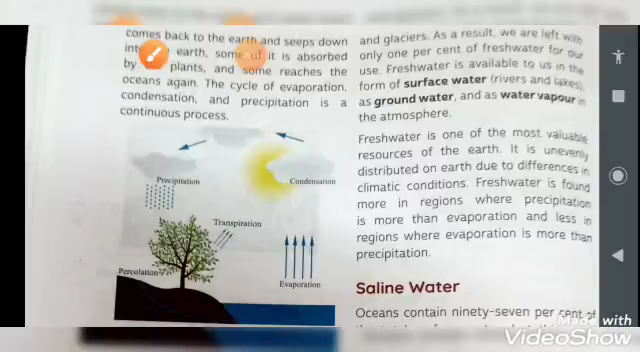 comes back to the earth and seeps down
into earth, some of it is absorbed
by plants, and some reaches the
oceans again. The cycle of evaporation,
condensation, and precipitation is a
continuous process.
Precipitation
Condensation
Transpiration
Percolation
Evaporation
and glaciers. As a result, we are left with
only one per cent of freshwater for our
use. Freshwater is available to us in the
form of surface water (rivers and lakes),
as ground water, and as water vapour in
the atmosphere.
Freshwater is one of the most valuable
resources of the earth. It is unevenly
distributed on earth due to differences in
climatic conditions. Freshwater is found
more in regions where precipitation
is more than evaporation and less in
regions where evaporation is more than
precipitation.
Saline Water
Oceans contain ninety-seven per cent of
Made with
VideoShow